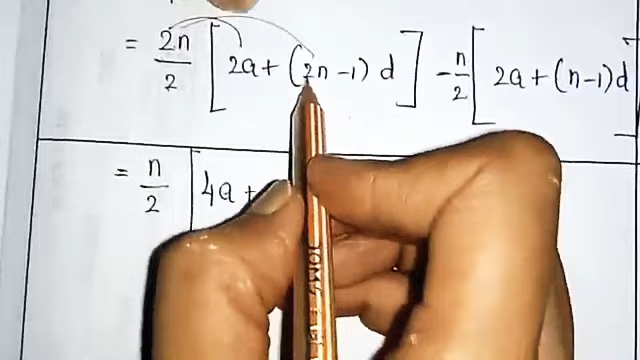 = 2n/2 [2a + (2n - 1) d] - n/2 [2a + (n-1) d]
= n/2 [4a +